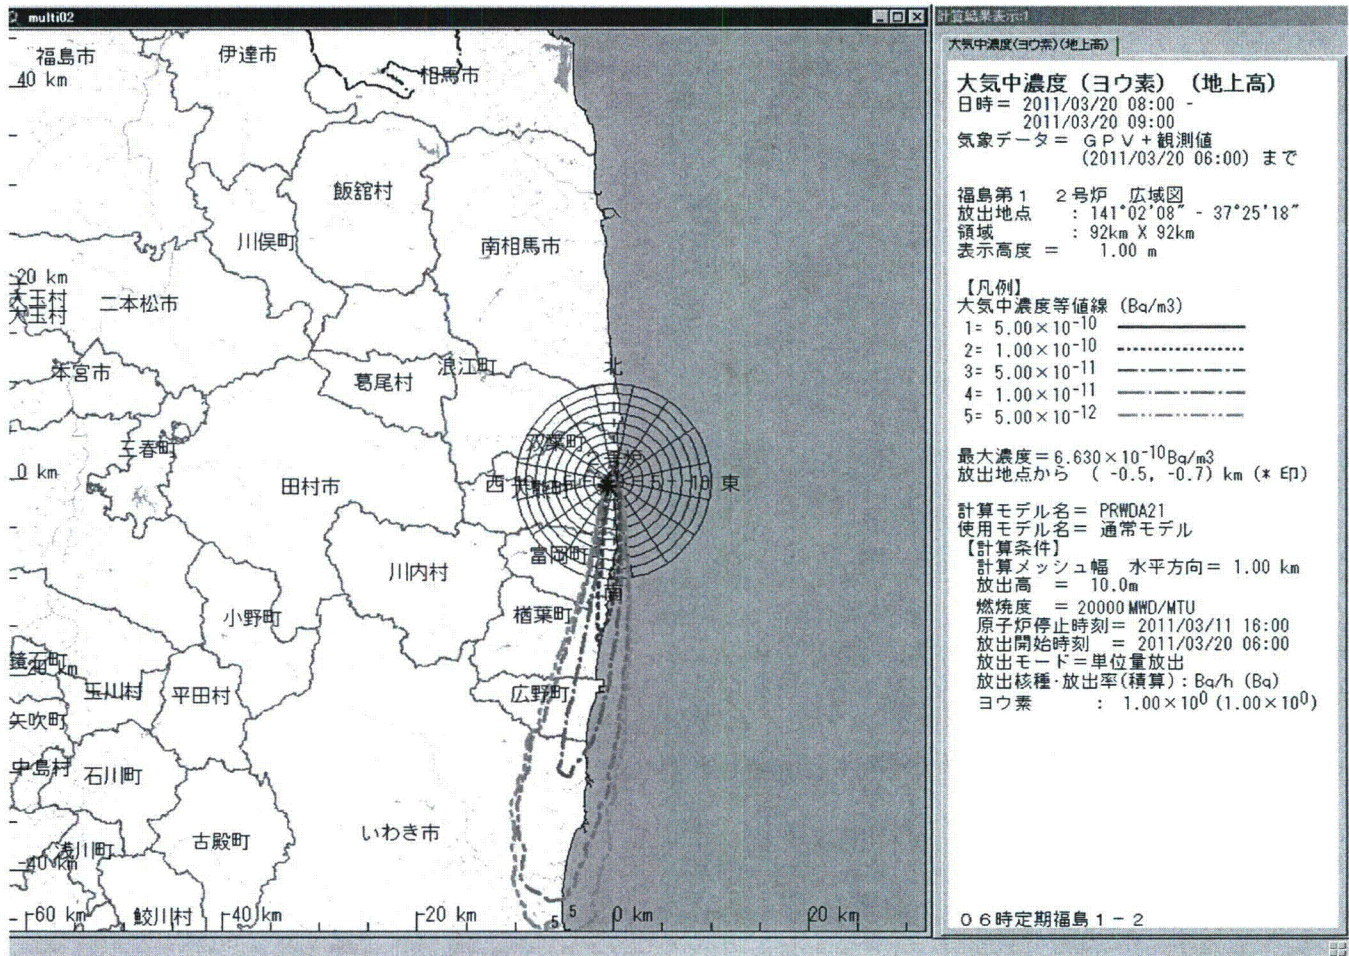 multi02
福島市
伊達市
相馬市
40 km
飯舘村
川俣町
南相馬市
20 km
大玉村
大玉村
二本松市
本宮市
葛尾村
浪江町
北
三春町
双葉町
0 km
田村市
西
東
富岡町
川内村
南
小野町
楢葉町
鏡石町
-20 km
玉川村
平田村
広野町
矢吹町
中島村
石川町
浅川町
古殿町
いわき市
-40 km
鮫川村
-60 km
-40 km
-20 km
5
5
0 km
20 km
計算結果表示:1
大気中濃度(ヨウ素)(地上高)
大気中濃度（ヨウ素）（地上高）
日時= 2011/03/20 08:00 -
2011/03/20 09:00
気象データ= ＧＰＶ+観測値
(2011/03/20 06:00) まで
福島第１　２号炉　広域図
放出地点　: 141°02'08" - 37°25'18"
領域　: 92km X 92km
表示高度 =　1.00 m
【凡例】
大気中濃度等値線 (Bq/m3)
1= 5.00×10⁻¹⁰
2= 1.00×10⁻¹⁰
3= 5.00×10⁻¹¹
4= 1.00×10⁻¹¹
5= 5.00×10⁻¹²
最大濃度=6.630×10⁻¹⁰Bq/m3
放出地点から　( -0.5, -0.7) km (* 印)
計算モデル名= PRWDA21
使用モデル名= 通常モデル
【計算条件】
計算メッシュ幅　水平方向= 1.00 km
放出高　=　10.0m
燃焼度　= 20000MWD/MTU
原子炉停止時刻= 2011/03/11 16:00
放出開始時刻　= 2011/03/20 06:00
放出モード=単位量放出
放出核種･放出率(積算):Bq/h (Bq)
ヨウ素　:　1.00×10⁰ (1.00×10⁰)
０６時定期福島１－２